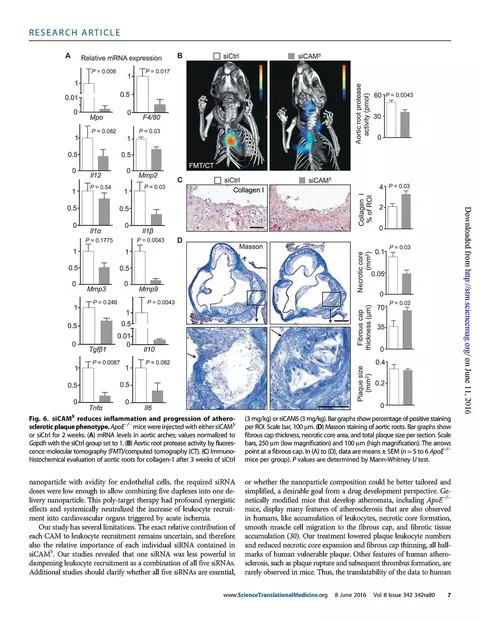 RESEARCH ARTICLE
A Relative mRNA expression
P = 0.008
P = 0.017
1
0.01
0
Mpo
1
0.5
0
F4/80
P = 0.082
P = 0.03
1
0.5
0
Il12
1
0.5
0
Mmp2
P = 0.54
P = 0.03
1
0.5
0
Il1α
1
0.5
0
Il1β
P = 0.1775
P = 0.0043
1
0.5
0
Mmp3
1
0.5
0
Mmp9
P = 0.246
P = 0.0043
1
0.5
0
Tgfβ1
1
0.5
0.01
0
Il10
P = 0.0087
P = 0.082
1
0.5
0
Tnfα
1
0.5
0
Il6
B siCtrl siCAM⁵
FMT/CT
Aortic root protease
activity (pmol)
60
30
0
P = 0.0043
C siCtrl siCAM⁵
Collagen I
Collagen I
% of ROI
4
2
0
P = 0.03
D Masson
Necrotic core
(mm²)
0.1
0.05
0
P = 0.03
Fibrous cap
thickness (μm)
70
35
0
P = 0.02
Plaque size
(mm²)
0.4
0.2
0
Fig. 6. siCAM⁵ reduces inflammation and progression of athero-
sclerotic plaque phenotype. ApoE⁻/⁻ mice were injected with either siCAM⁵
or siCtrl for 2 weeks. (A) mRNA levels in aortic arches; values normalized to
Gapdh with the siCtrl group set to 1. (B) Aortic root protease activity by fluores-
cence molecular tomography (FMT)/computed tomography (CT). (C) Immuno-
histochemical evaluation of aortic roots for collagen-1 after 3 weeks of siCtrl
(3 mg/kg) or siCAM5 (3 mg/kg). Bar graphs show percentage of positive staining
per ROI. Scale bar, 100 μm. (D) Masson staining of aortic roots. Bar graphs show
fibrous cap thickness, necrotic core area, and total plaque size per section. Scale
bars, 250 μm (low magnification) and 100 μm (high magnification). The arrows
point at a fibrous cap. In (A) to (D), data are means ± SEM (n = 5 to 6 ApoE⁻/⁻
mice per group). P values are determined by Mann-Whitney U test.
nanoparticle with avidity for endothelial cells, the required siRNA
doses were low enough to allow combining five duplexes into one de-
livery nanoparticle. This poly-target therapy had profound synergistic
effects and systemically neutralized the increase of leukocyte recruit-
ment into cardiovascular organs triggered by acute ischemia.
Our study has several limitations. The exact relative contribution of
each CAM to leukocyte recruitment remains uncertain, and therefore
also the relative importance of each individual siRNA contained in
siCAM⁵. Our studies revealed that one siRNA was less powerful in
dampening leukocyte recruitment as a combination of all five siRNAs.
Additional studies should clarify whether all five siRNAs are essential,
or whether the nanoparticle composition could be better tailored and
simplified, a desirable goal from a drug development perspective. Ge-
netically modified mice that develop atheromata, including ApoE⁻/⁻
mice, display many features of atherosclerosis that are also observed
in humans, like accumulation of leukocytes, necrotic core formation,
smooth muscle cell migration to the fibrous cap, and fibrotic tissue
accumulation (30). Our treatment lowered plaque leukocyte numbers
and reduced necrotic core expansion and fibrous cap thinning, all hall-
marks of human vulnerable plaque. Other features of human athero-
sclerosis, such as plaque rupture and subsequent thrombus formation, are
rarely observed in mice. Thus, the translatability of the data to human
Downloaded from http://stm.sciencemag.org/ on June 11, 2016
www.ScienceTranslationalMedicine.org 8 June 2016 Vol 8 Issue 342 342ra80 7